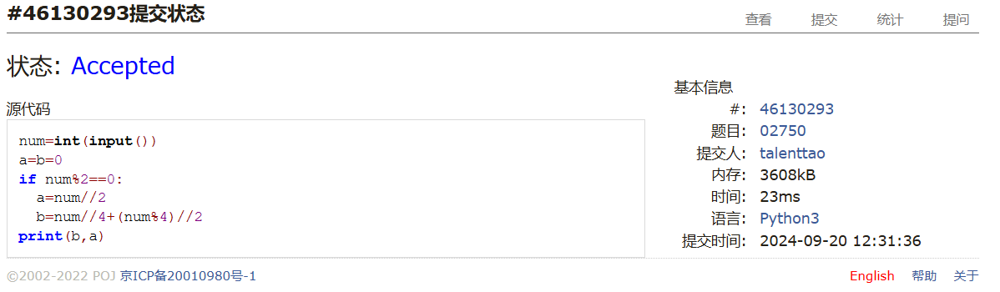 #46130293提交状态
查看 提交 统计 提问
状态: Accepted
源代码
num=int(input())
a=b=0
if num%2==0:
  a=num//2
  b=num//4+(num%4)//2
print(b,a)
基本信息
#: 46130293
题目: 02750
提交人: talenttao
内存: 3608kB
时间: 23ms
语言: Python3
提交时间: 2024-09-20 12:31:36
©2002-2022 POJ 京ICP备20010980号-1
English 帮助 关于